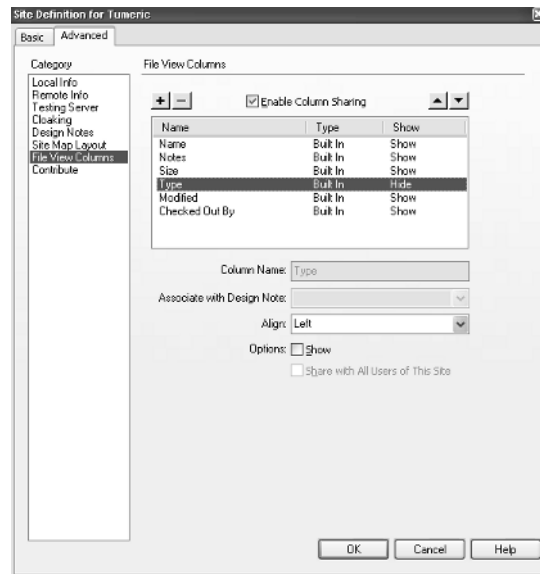 Site Definition for Tumeric
Basic Advanced
Category
Local Info
Remote Info
Testing Server
Cloaking
Design Notes
Site Map Layout
File View Columns
Contribute
File View Columns
Enable Column Sharing
Name Type Show
Name Built In Show
Notes Built In Show
Size Built In Show
Type Built In Hide
Modified Built In Show
Checked Out By Built In Show
Column Name: Type
Associate with Design Note:
Align: Left
Options: Show
Share with All Users of This Site
OK Cancel Help